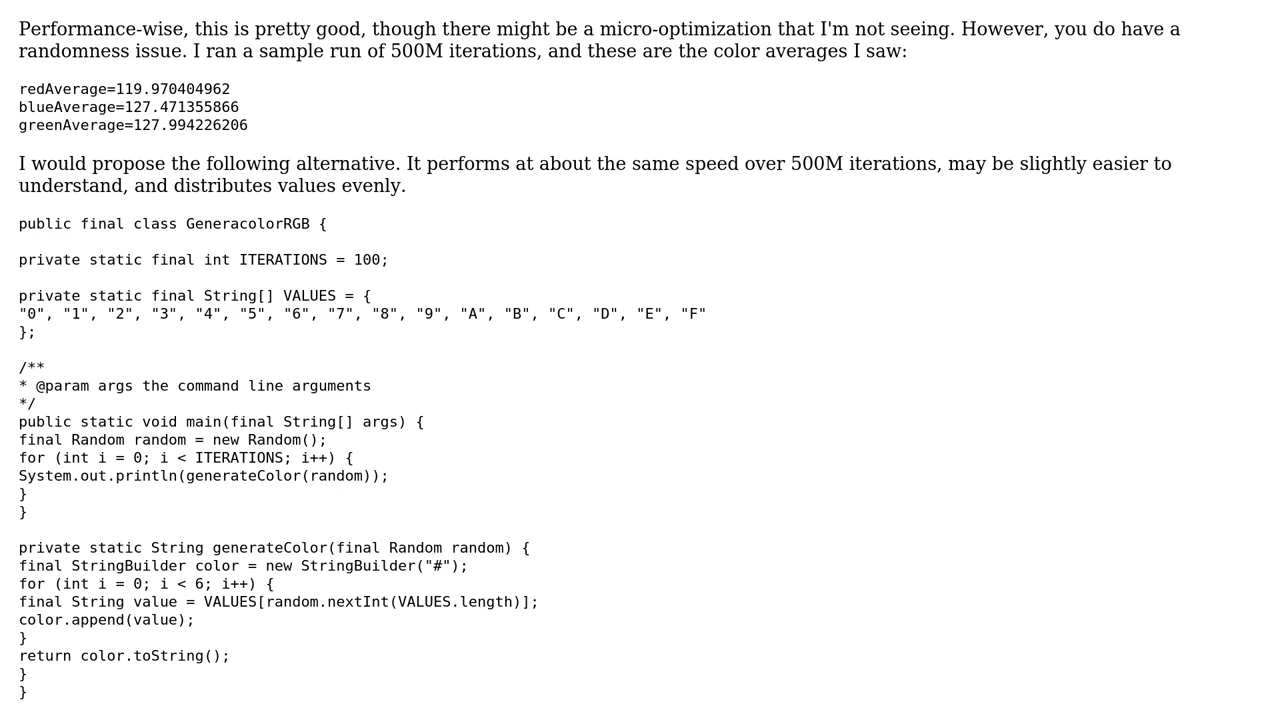 Performance-wise, this is pretty good, though there might be a micro-optimization that I'm not seeing. However, you do have a
randomness issue. I ran a sample run of 500M iterations, and these are the color averages I saw:
redAverage=119.970404962
blueAverage=127.471355866
greenAverage=127.994226206
I would propose the following alternative. It performs at about the same speed over 500M iterations, may be slightly easier to
understand, and distributes values evenly.
public final class GeneracolorRGB {
private static final int ITERATIONS = 100;
private static final String[] VALUES = {
"0", "1", "2", "3", "4", "5", "6", "7", "8", "9", "A", "B", "C", "D", "E", "F"
};
/**
* @param args the command line arguments
*/
public static void main(final String[] args) {
final Random random = new Random();
for (int i = 0; i < ITERATIONS; i++) {
System.out.println(generateColor(random));
}
}
private static String generateColor(final Random random) {
final StringBuilder color = new StringBuilder("#");
for (int i = 0; i < 6; i++) {
final String value = VALUES[random.nextInt(VALUES.length)];
color.append(value);
}
return color.toString();
}
}